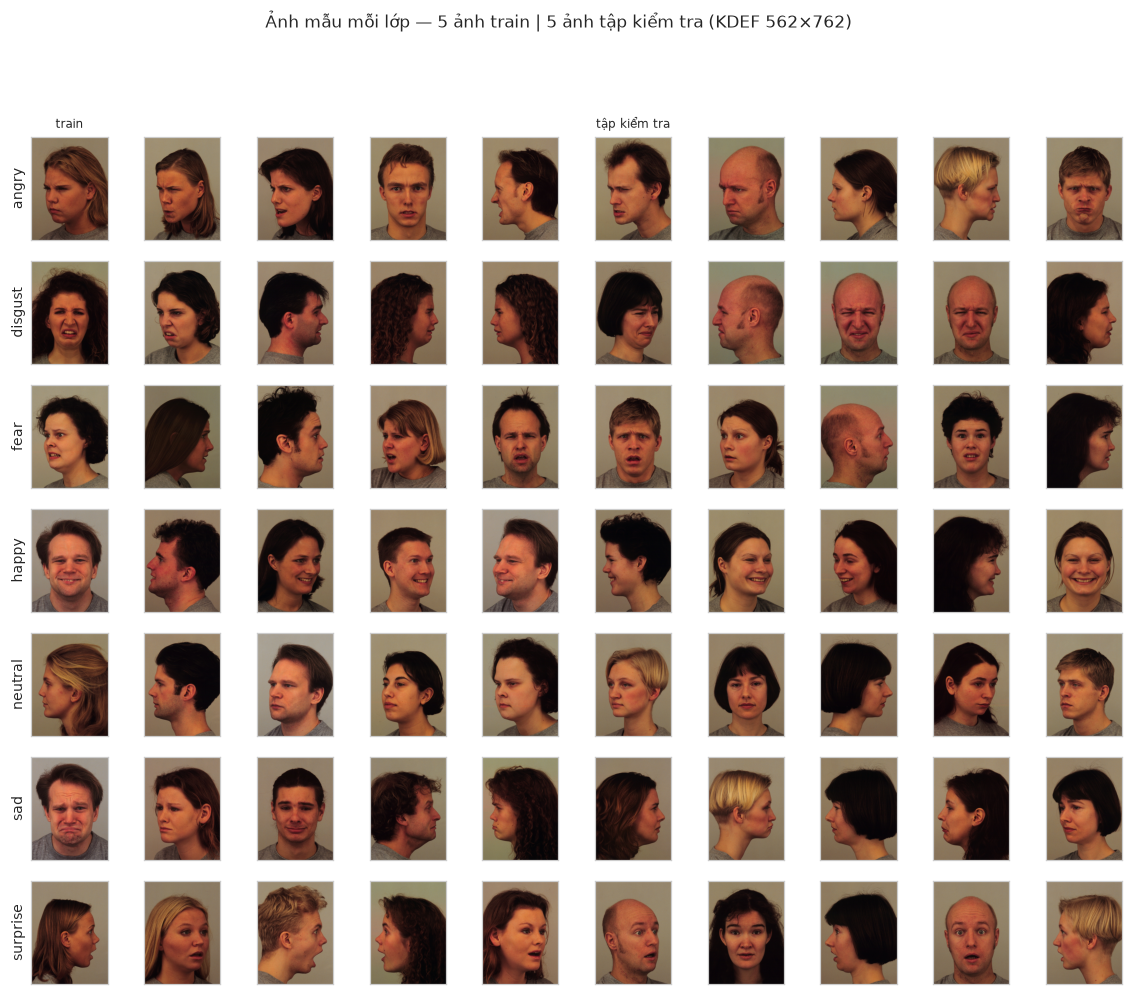 Ảnh mẫu mỗi lớp — 5 ảnh train | 5 ảnh tập kiểm tra (KDEF 562×762)
train
tập kiểm tra
angry
disgust
fear
happy
neutral
sad
surprise